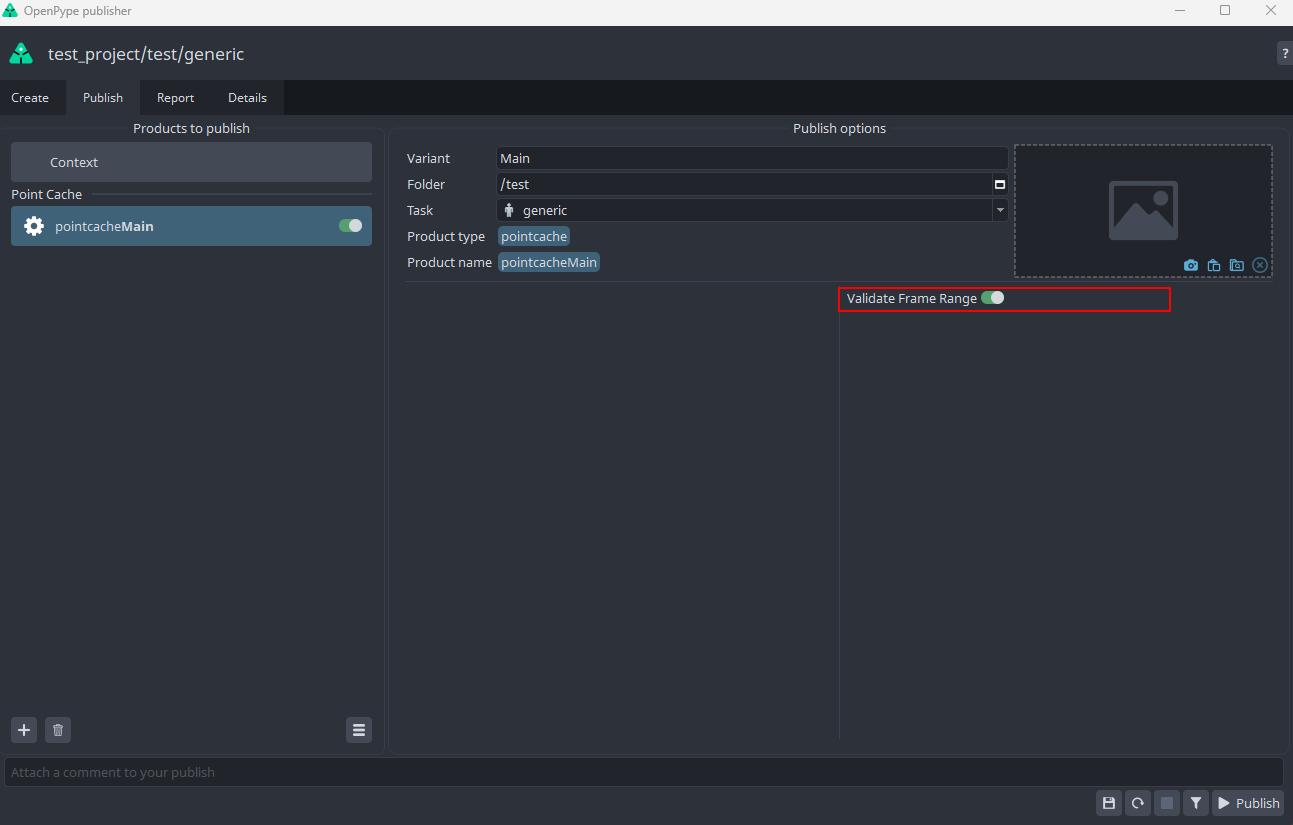 OpenPype publisher
test_project/test/generic
?
Create Publish Report Details
Products to publish
Context
Point Cache
pointcacheMain
Publish options
Variant Main
Folder /test
Task generic
Product type pointcache
Product name pointcacheMain
Validate Frame Range
Attach a comment to your publish
Publish